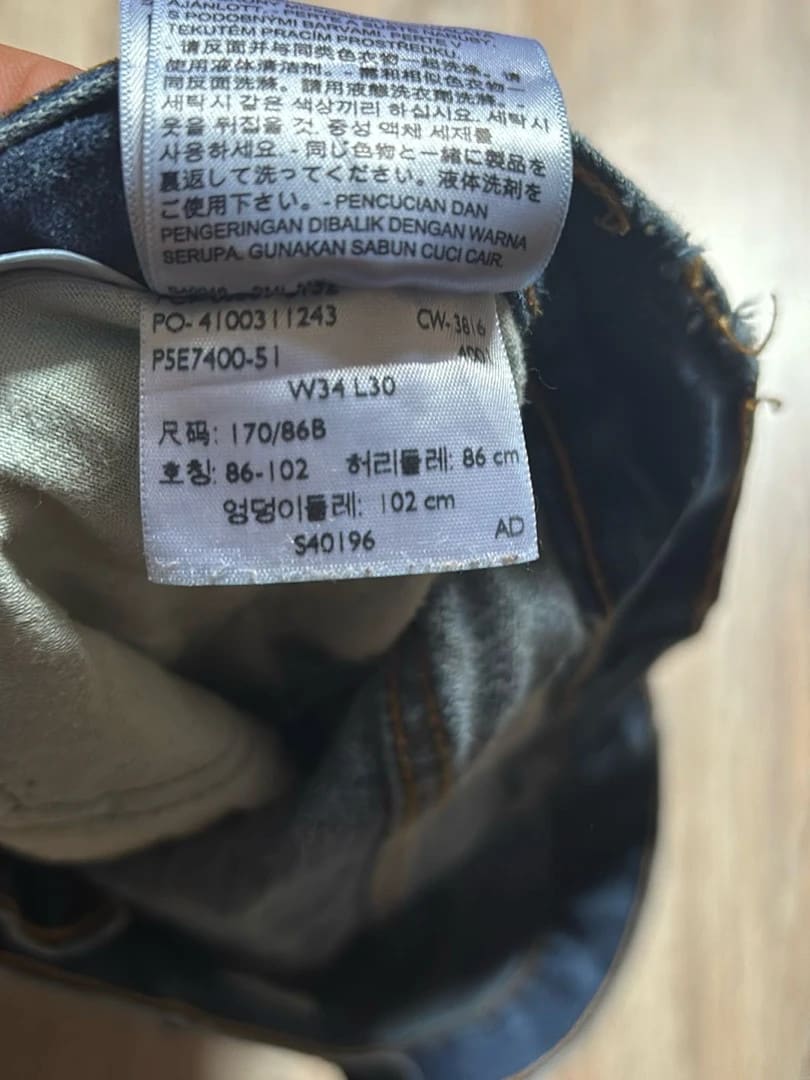 S PODOBNÝMI BARVAMI. PERTE V
TEKUTÉM PRACÍM PROSTŘEDKU.
- 请反面并与同类色衣物一起洗涤。请
使用液体清洁剂。- 需和相似色衣物一
同反面洗滌。請用液態洗衣劑洗滌。-
세탁시 같은 색상끼리 하십시요. 세탁시
옷을 뒤집을 것. 중성 액체 세제를
사용하세요. - 同じ色物と一緒に製品を
裏返して洗ってください。液体洗剤を
ご使用下さい。- PENCUCIAN DAN
PENGERINGAN DIBALIK DENGAN WARNA
SERUPA. GUNAKAN SABUN CUCI CAIR.
PO- 4100311243 CW- 3816
P5E7400-51 4001
W34 L30
尺码: 170/86B
호칭: 86-102 허리둘레: 86 cm
엉덩이둘레: 102 cm
S40196 AD